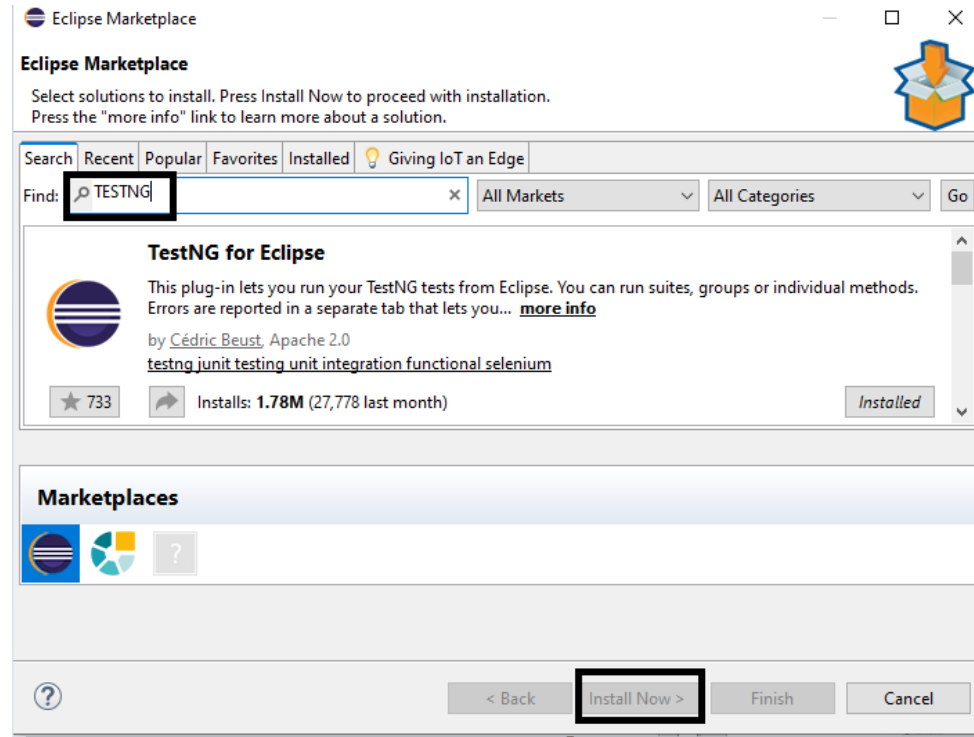 Eclipse Marketplace
Eclipse Marketplace
Select solutions to install. Press Install Now to proceed with installation.
Press the "more info" link to learn more about a solution.
Search Recent Popular Favorites Installed Giving IoT an Edge
Find: TESTNG All Markets All Categories Go
TestNG for Eclipse
This plug-in lets you run your TestNG tests from Eclipse. You can run suites, groups or individual methods.
Errors are reported in a separate tab that lets you... more info
by Cédric Beust, Apache 2.0
testng junit testing unit integration functional selenium
733 Installs: 1.78M (27,778 last month) Installed
Marketplaces
?
? < Back Install Now > Finish Cancel